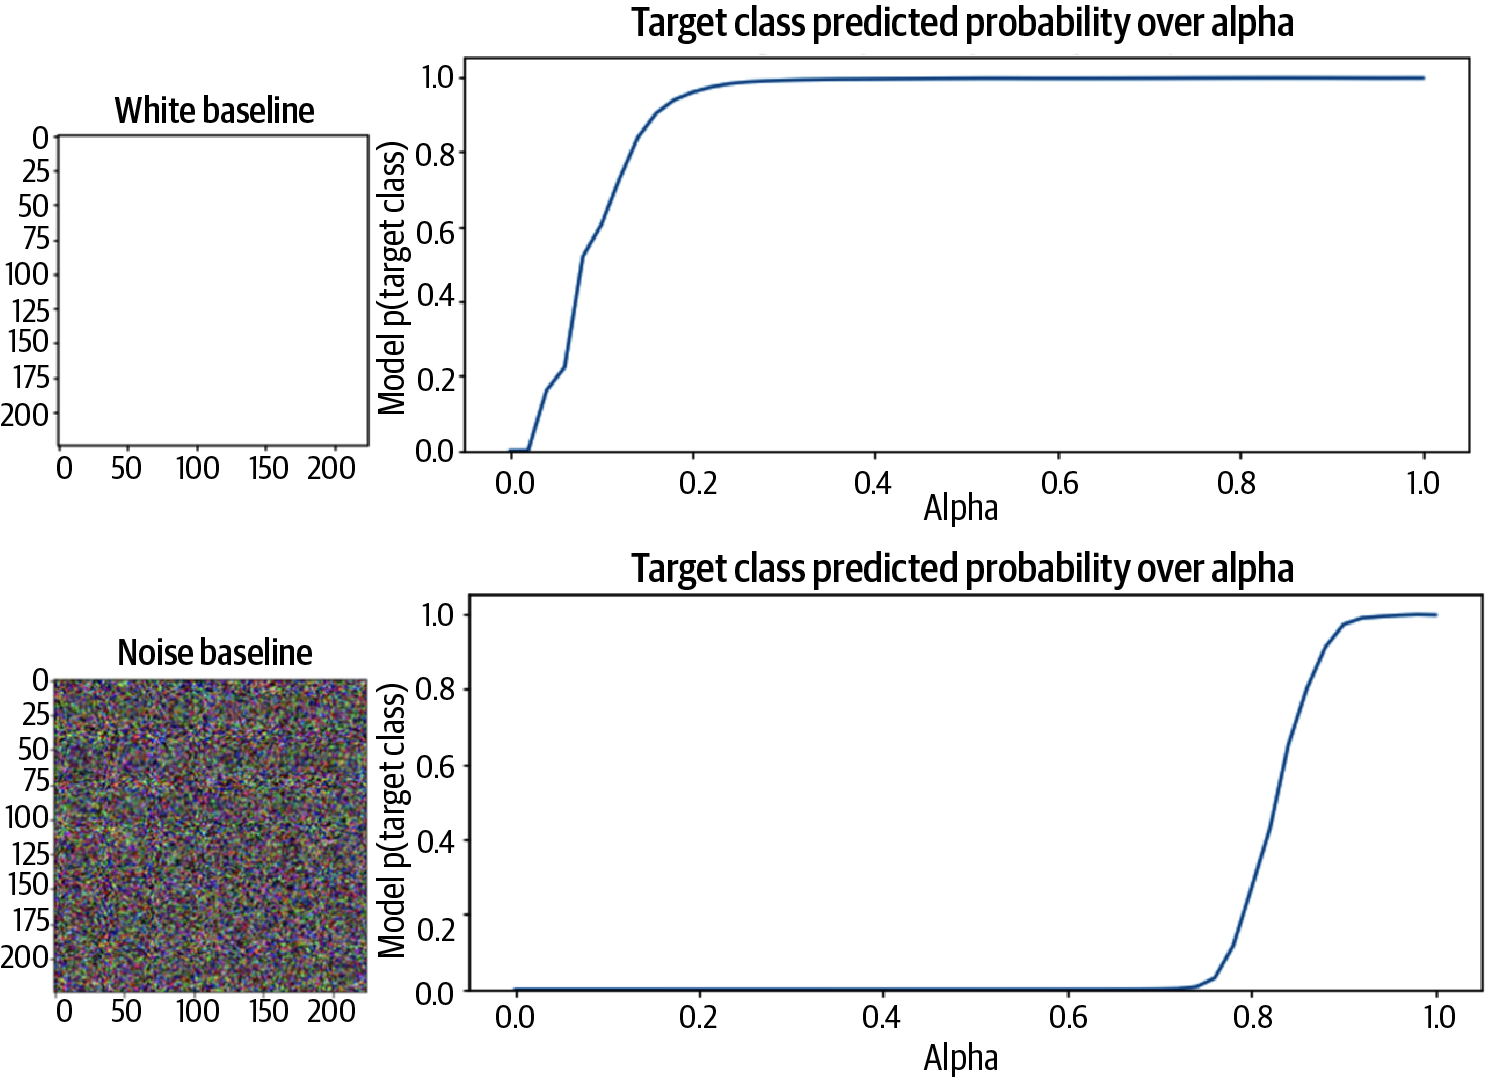 Target class predicted probability over alpha
White baseline
0
25
50
75
100
125
150
175
200
0 50 100 150 200
Model p(target class)
1.0
0.8
0.6
0.4
0.2
0.0
0.0 0.2 0.4 0.6 0.8 1.0
Alpha
Target class predicted probability over alpha
Noise baseline
0
25
50
75
100
125
150
175
200
0 50 100 150 200
Model p(target class)
1.0
0.8
0.6
0.4
0.2
0.0
0.0 0.2 0.4 0.6 0.8 1.0
Alpha